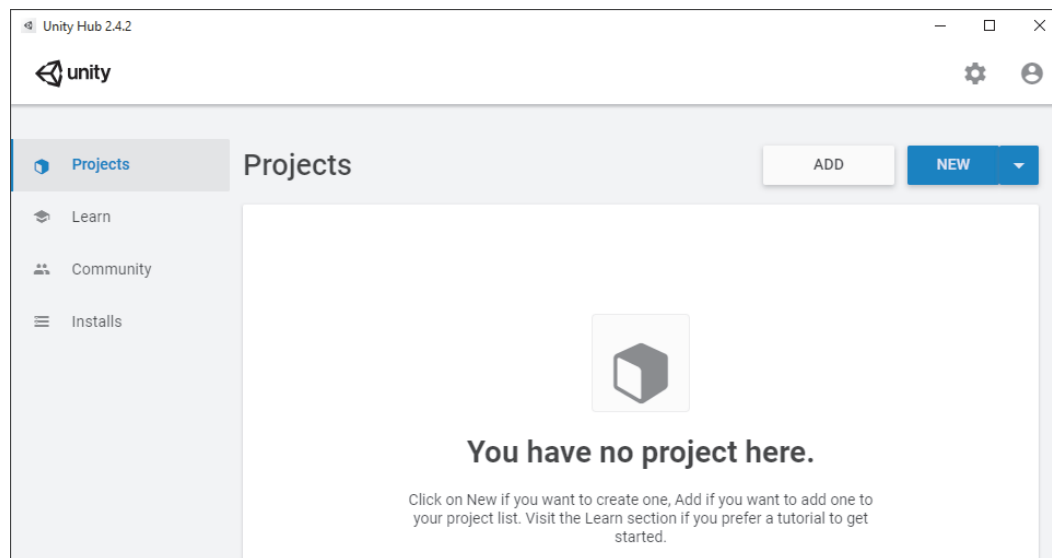 Unity Hub 2.4.2
unity
Projects
Learn
Community
Installs
Projects
ADD
NEW
You have no project here.
Click on New if you want to create one, Add if you want to add one to
your project list. Visit the Learn section if you prefer a tutorial to get
started.